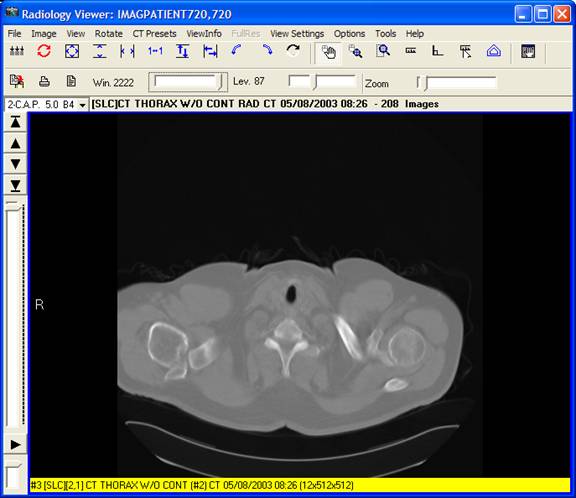 Radiology Viewer: IMAGPATIENT720,720
File Image View Rotate CT Presets ViewInfo FullRes View Settings Options Tools Help
1:1
Win. 2222 Lev. 87 Zoom
2-C.A.P. 5.0 B4 [SLC]CT THORAX W/O CONT RAD CT 05/08/2003 08:26 - 208 Images
R
#3 [SLC][2,1] CT THORAX W/O CONT (#2) CT 05/08/2003 08:26 (12x512x512)